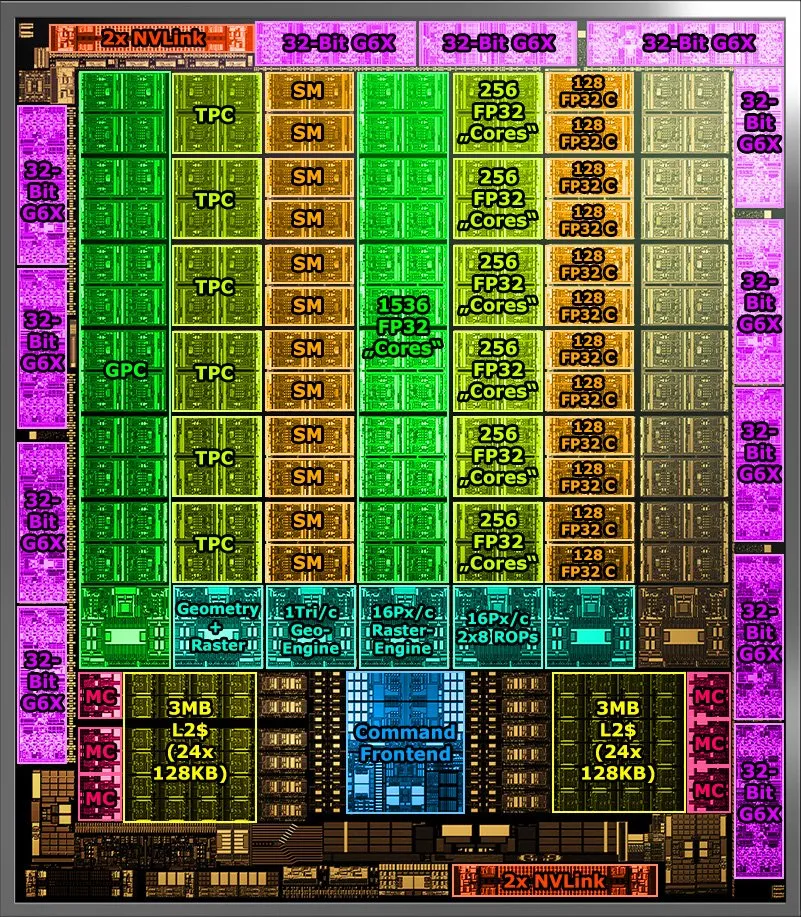 2x NVLink
32-Bit G6X
32-Bit G6X
32-Bit G6X
32-
Bit
G6X
32-
Bit
G6X
32-
Bit
G6X
32-
Bit
G6X
GPC
TPC
TPC
TPC
TPC
TPC
TPC
SM
SM
SM
SM
SM
SM
SM
SM
SM
SM
SM
SM
1536
FP32
„Cores“
256
FP32
„Cores“
256
FP32
„Cores“
256
FP32
„Cores“
256
FP32
„Cores“
256
FP32
„Cores“
256
FP32
„Cores“
128
FP32 C
128
FP32 C
128
FP32 C
128
FP32 C
128
FP32 C
128
FP32 C
128
FP32 C
128
FP32 C
128
FP32 C
128
FP32 C
128
FP32 C
128
FP32 C
32-
Bit
G6X
32-
Bit
G6X
32-
Bit
G6X
32-
Bit
G6X
32-
Bit
G6X
Geometry
+
Raster
1Tri/c
Geo-
Engine
16Px/c
Raster-
Engine
16Px/c
2x8 ROPs
MC
MC
MC
3MB
L2$
(24x
128KB)
Command
Frontend
3MB
L2$
(24x
128KB)
MC
MC
MC
2x NVLink